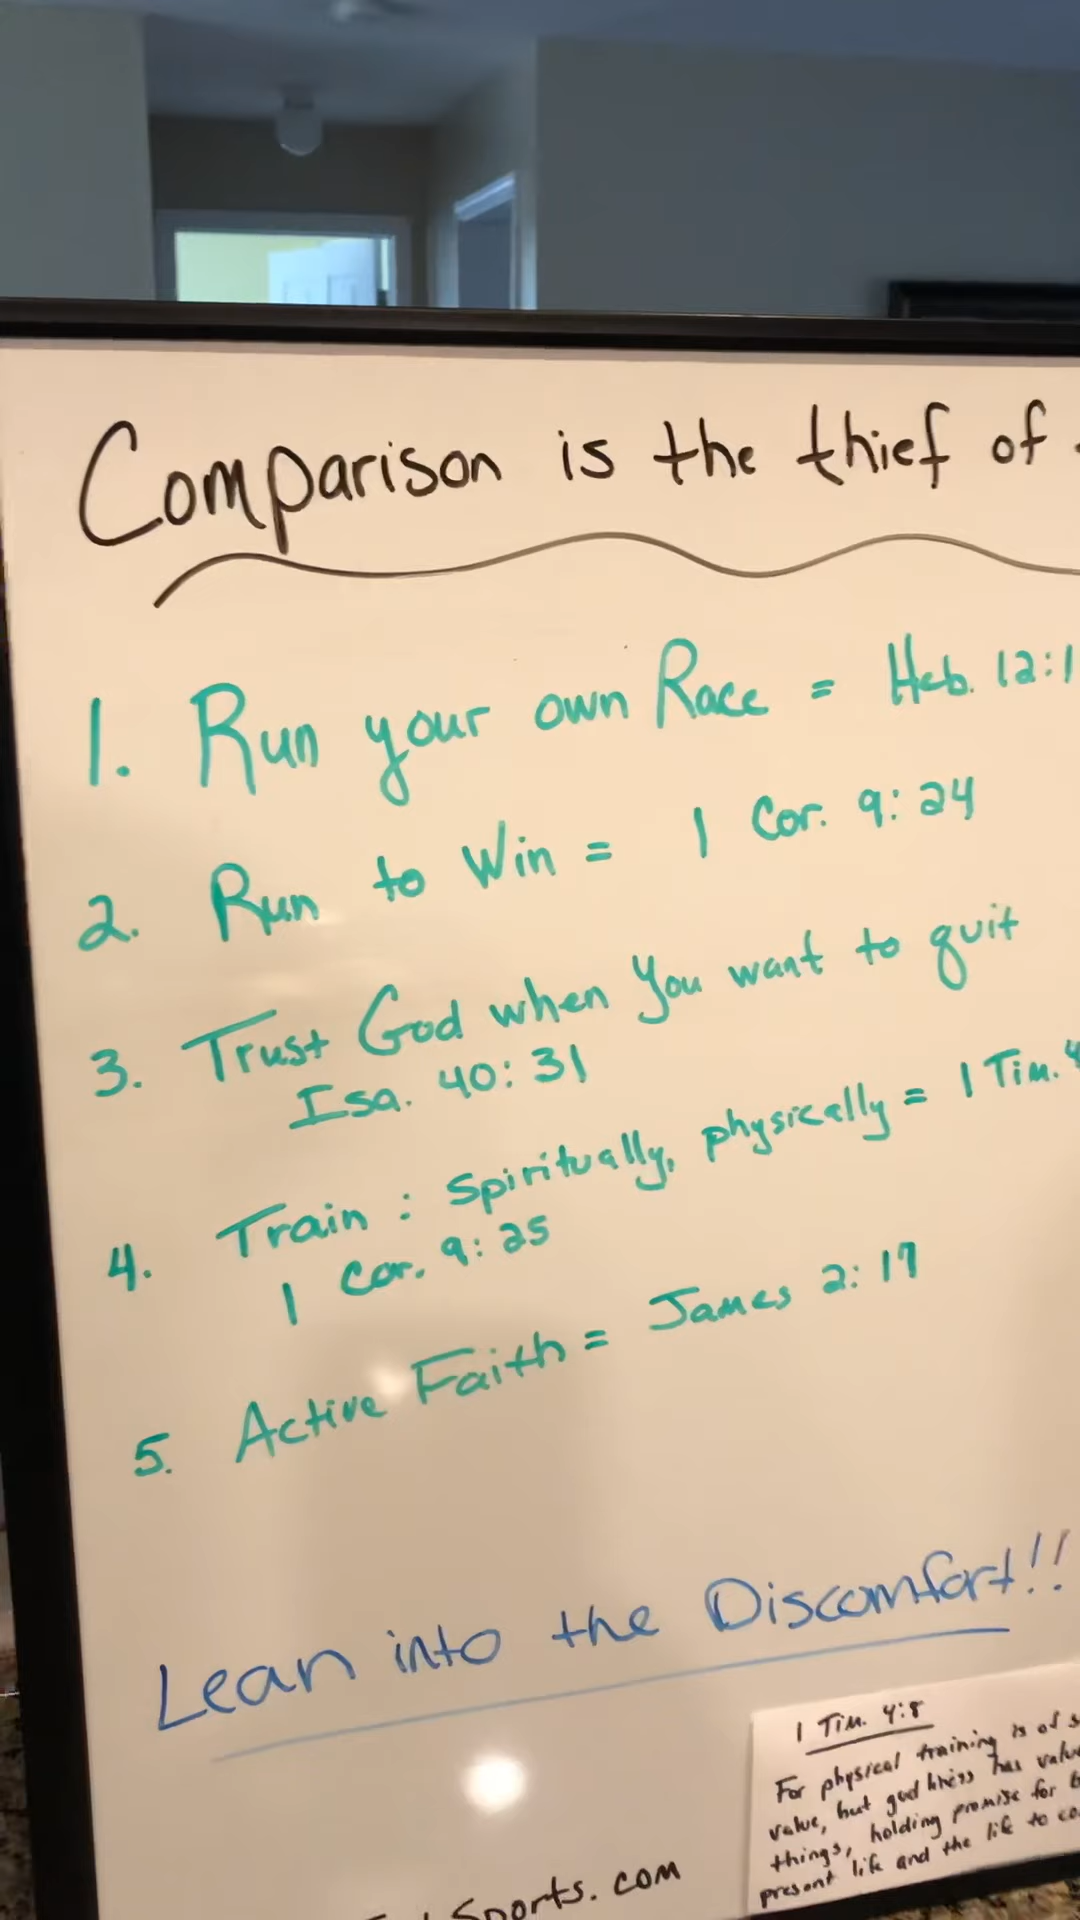 Comparison is the thief of
1. Run your own Race = Heb. 12:1
2. Run to Win = 1 Cor. 9:24
3. Trust God when You want to quit
Isa. 40:31
4. Train: Spiritually, physically = 1 Tim. 4
1 Cor. 9:25
5. Active Faith = James 2:17
Lean into the Discomfort!!
1 Tim. 4:8
For physical training is of s
value, but godliness has valu
things, holding promise for b
present life and the life to co
Sports.com